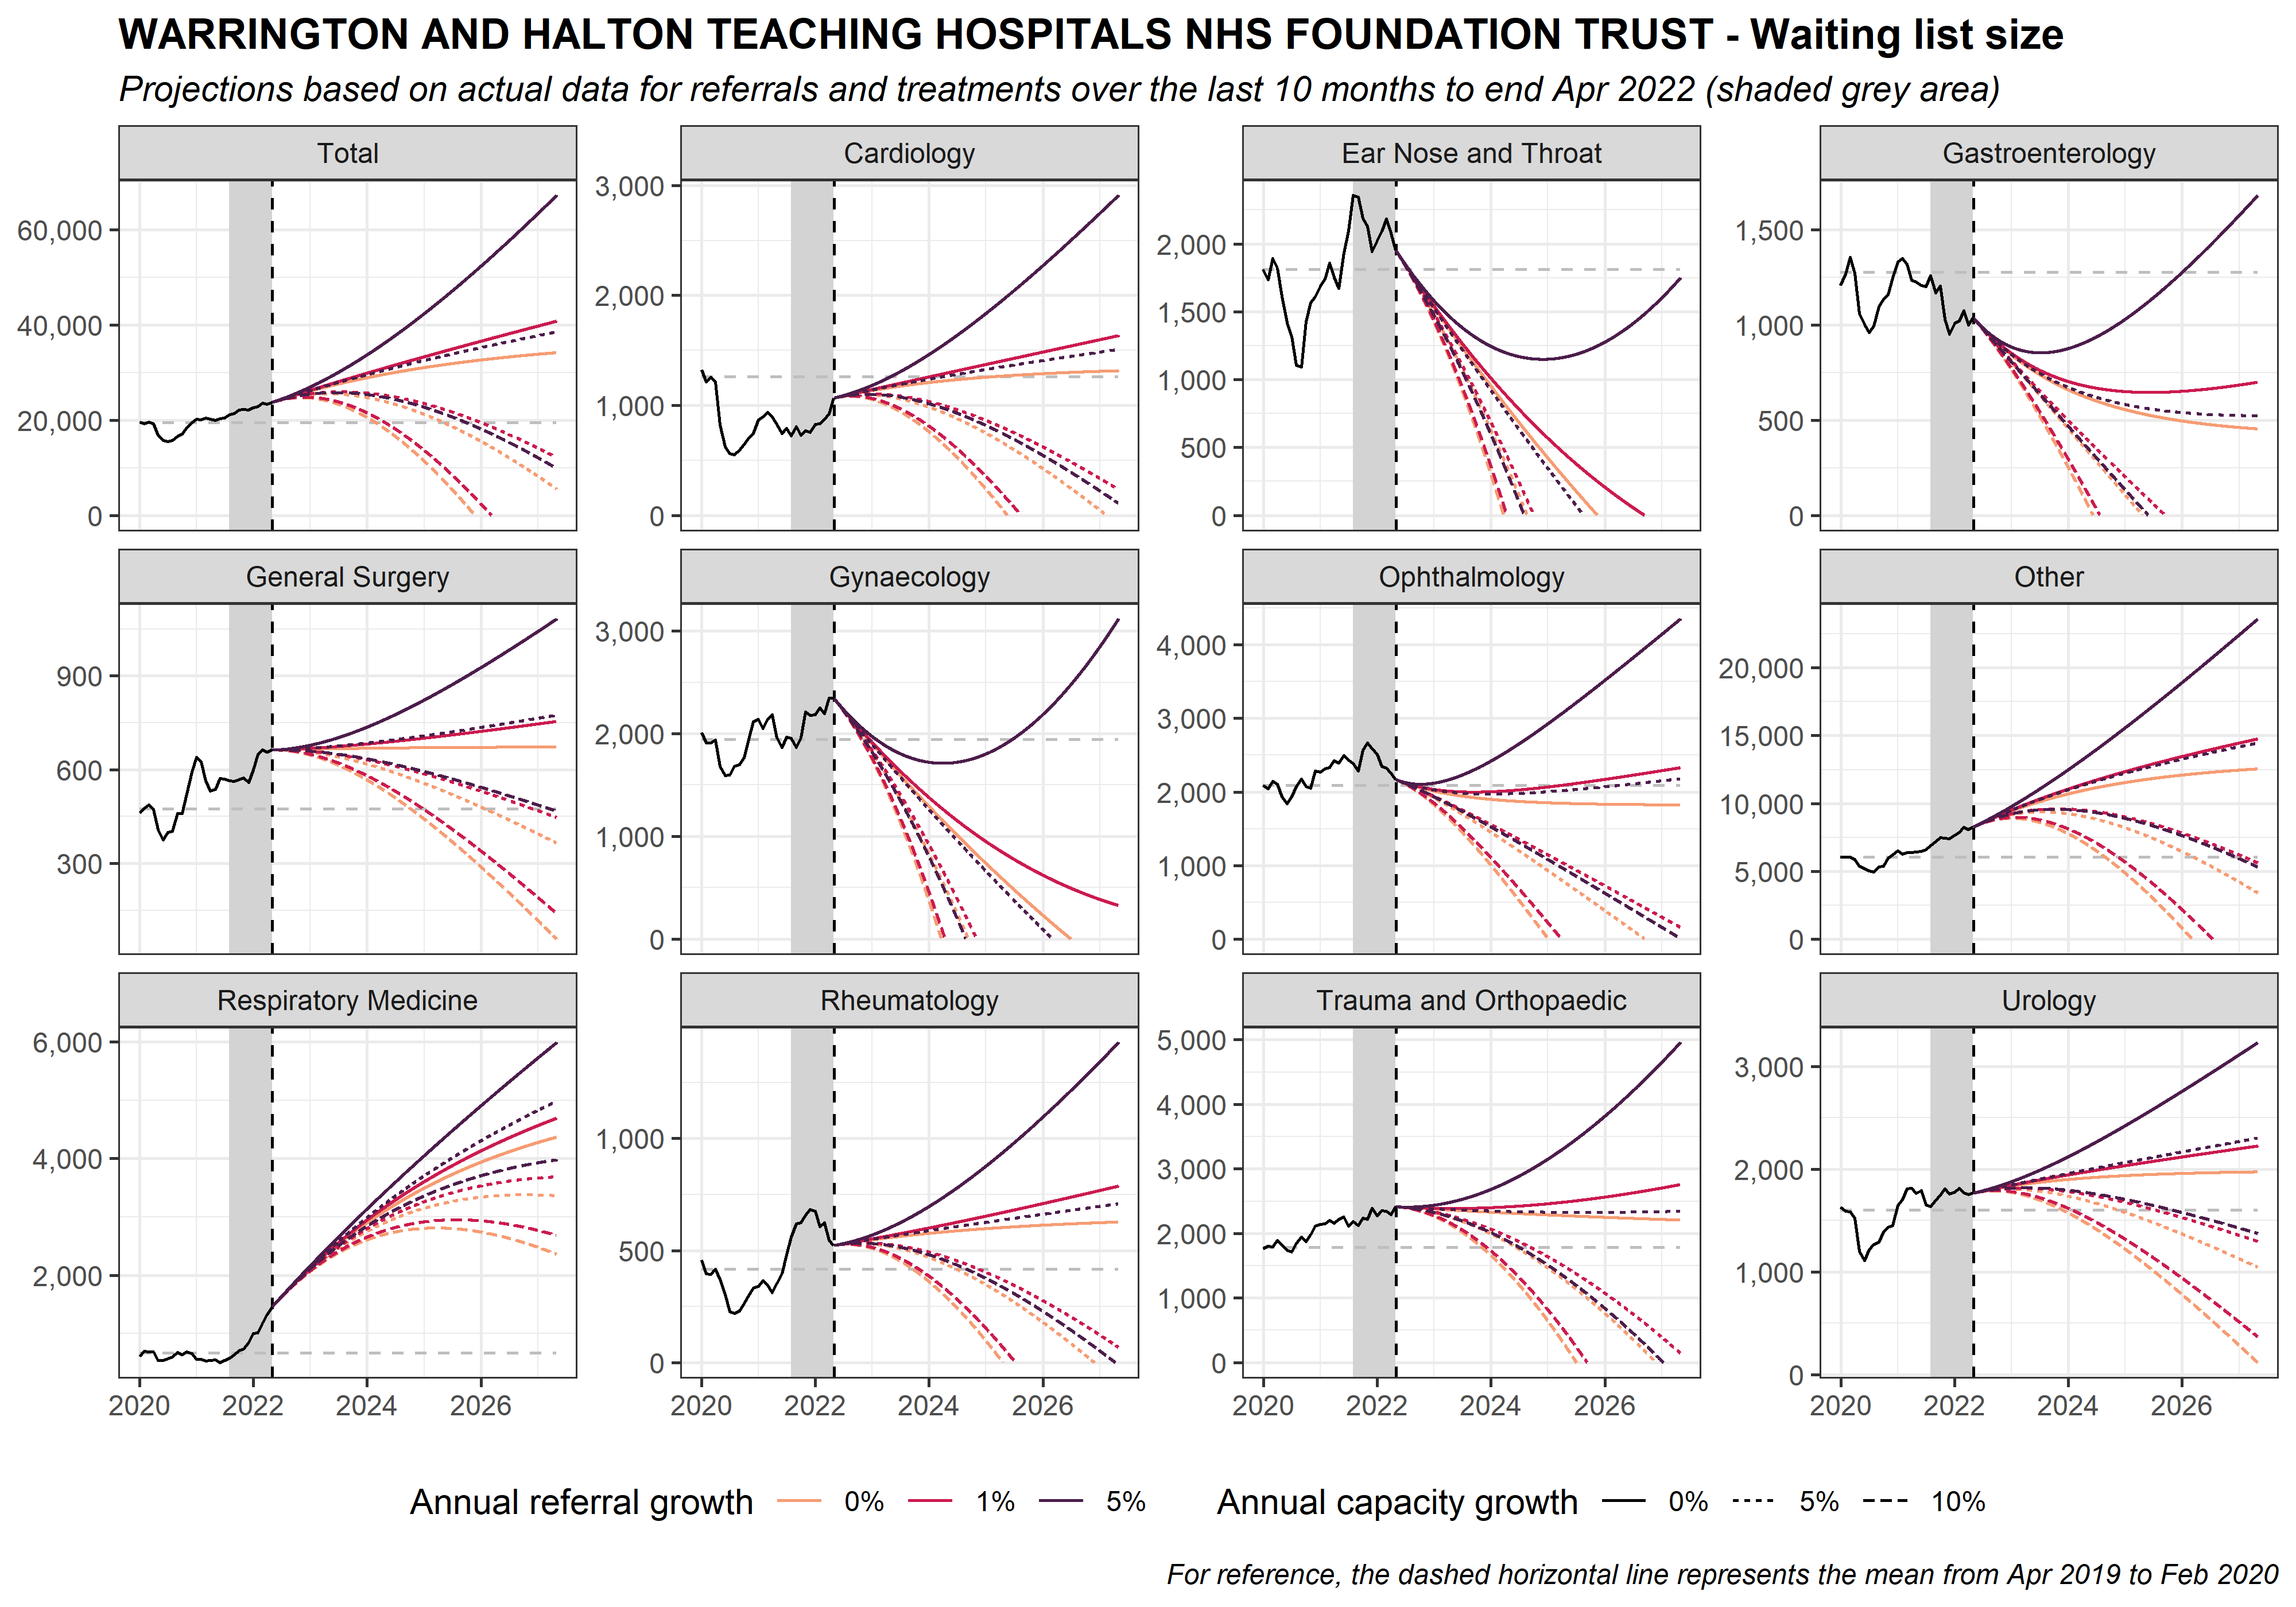 WARRINGTON AND HALTON TEACHING HOSPITALS NHS FOUNDATION TRUST - Waiting list size
Projections based on actual data for referrals and treatments over the last 10 months to end Apr 2022 (shaded grey area)
Total
60,000
40,000
20,000
0
Cardiology
3,000
2,000
1,000
0
Ear Nose and Throat
2,000
1,500
1,000
500
0
Gastroenterology
1,500
1,000
500
0
General Surgery
900
600
300
Gynaecology
3,000
2,000
1,000
0
Ophthalmology
4,000
3,000
2,000
1,000
0
Other
20,000
15,000
10,000
5,000
0
Respiratory Medicine
6,000
4,000
2,000
2020 2022 2024 2026
Rheumatology
1,000
500
0
2020 2022 2024 2026
Trauma and Orthopaedic
5,000
4,000
3,000
2,000
1,000
0
2020 2022 2024 2026
Urology
3,000
2,000
1,000
0
2020 2022 2024 2026
Annual referral growth 0% 1% 5% Annual capacity growth 0% 5% 10%
For reference, the dashed horizontal line represents the mean from Apr 2019 to Feb 2020